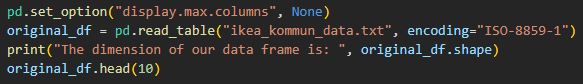 pd.set_option("display.max.columns", None)
original_df = pd.read_table("ikea_kommun_data.txt", encoding="ISO-8859-1")
print("The dimension of our data frame is: ", original_df.shape)
original_df.head(10)